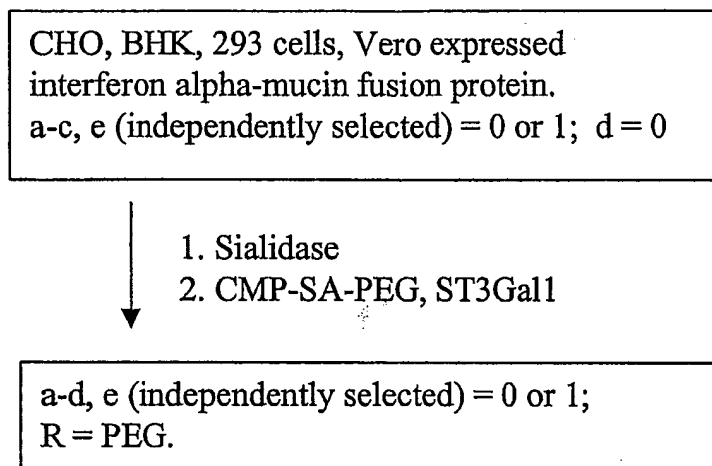 CHO, BHK, 293 cells, Vero expressed
interferon alpha-mucin fusion protein.
a-c, e (independently selected) = 0 or 1; d = 0
1. Sialidase
2. CMP-SA-PEG, ST3Gal1
a-d, e (independently selected) = 0 or 1;
R = PEG.